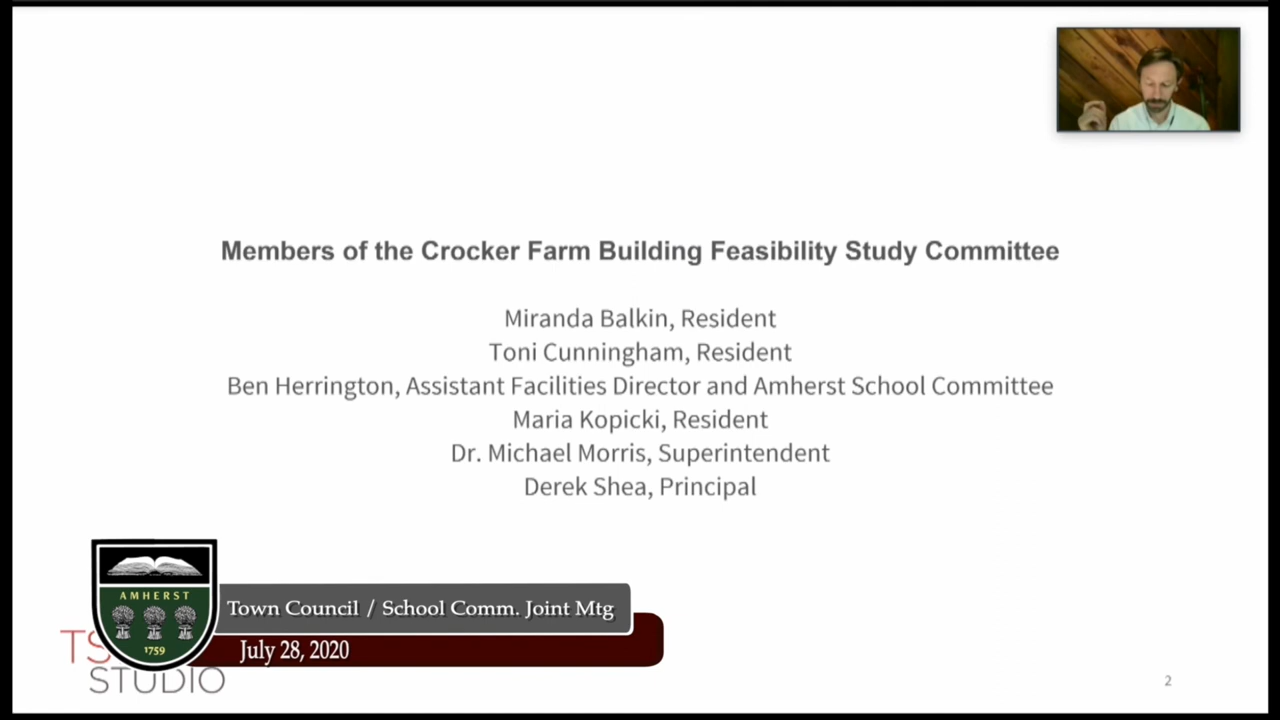 Members of the Crocker Farm Building Feasibility Study Committee
Miranda Balkin, Resident
Toni Cunningham, Resident
Ben Herrington, Assistant Facilities Director and Amherst School Committee
Maria Kopicki, Resident
Dr. Michael Morris, Superintendent
Derek Shea, Principal
AMHERST
1759
Town Council / School Comm. Joint Mtg
July 28, 2020
STUDIO
2